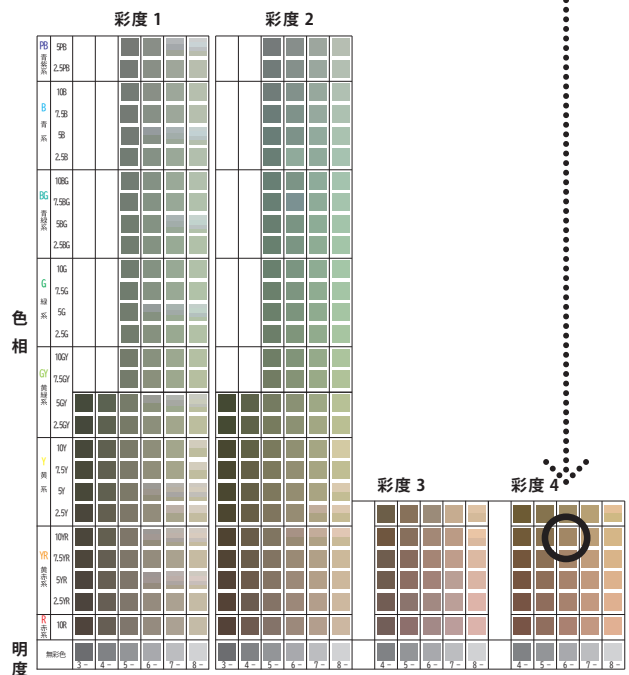 彩度 1 彩度 2
PB 青紫系 5PB
2.5PB
B 青系 10B
7.5B
5B
2.5B
BG 青緑系 10BG
7.5BG
5BG
2.5BG
G 緑系 10G
7.5G
5G
2.5G
色相
GY 黄緑系 10GY
7.5GY
5GY
2.5GY
Y 黄系 10Y
7.5Y
5Y
2.5Y
彩度 3 彩度 4
YR 黄赤系 10YR
7.5YR
5YR
2.5YR
R 赤系 10R
明度 無彩色
3 - 4 - 5 - 6 - 7 - 8 - 3 - 4 - 5 - 6 - 7 - 8 - 4 - 5 - 6 - 7 - 8 - 4 - 5 - 6 - 7 - 8 -